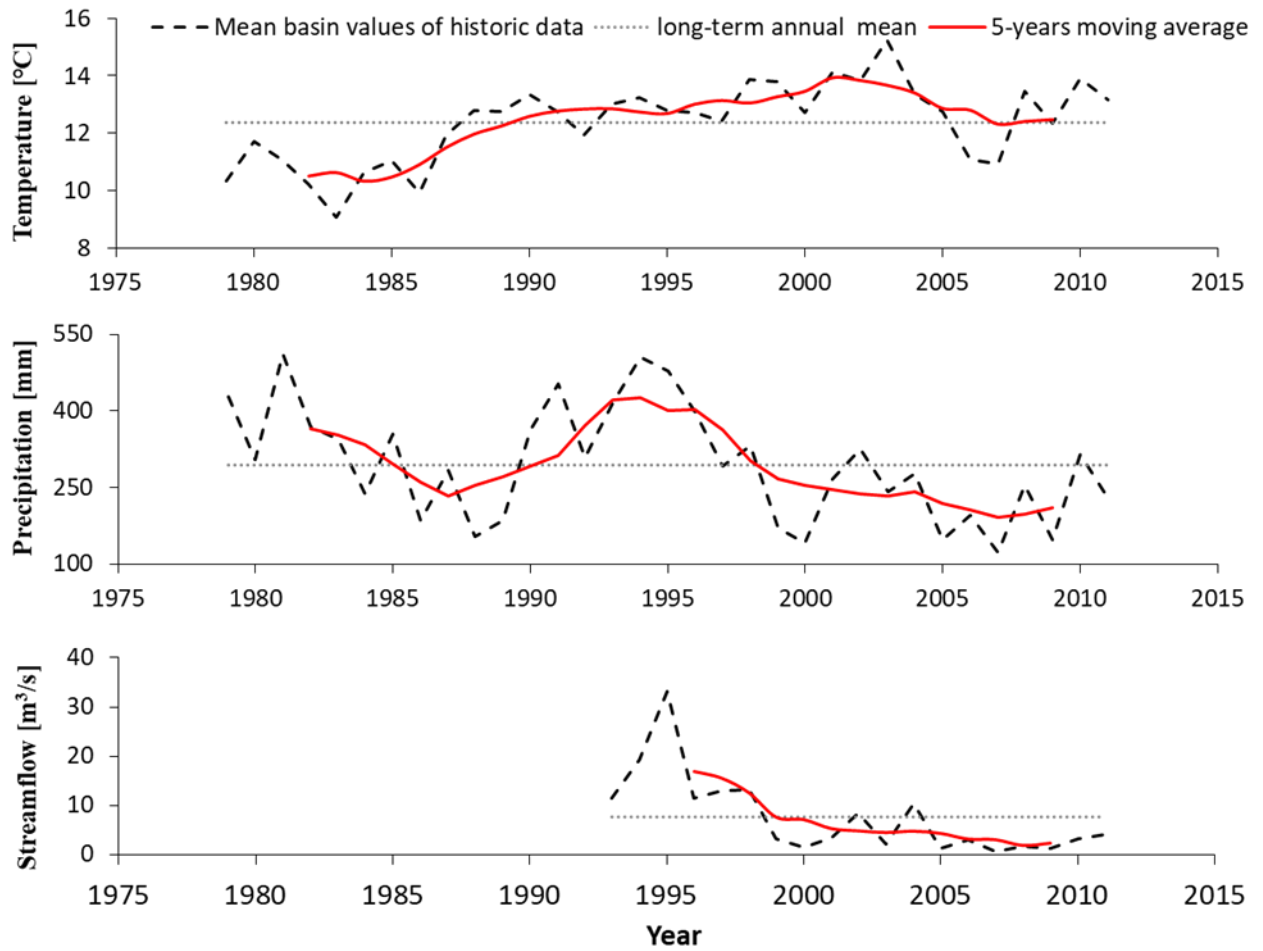 Mean basin values of historic data long-term annual mean 5-years moving average
Temperature [°C]
16
14
12
10
8
1975 1980 1985 1990 1995 2000 2005 2010 2015
Precipitation [mm]
550
400
250
100
1975 1980 1985 1990 1995 2000 2005 2010 2015
Streamflow [m³/s]
40
30
20
10
0
1975 1980 1985 1990 1995 2000 2005 2010 2015
Year